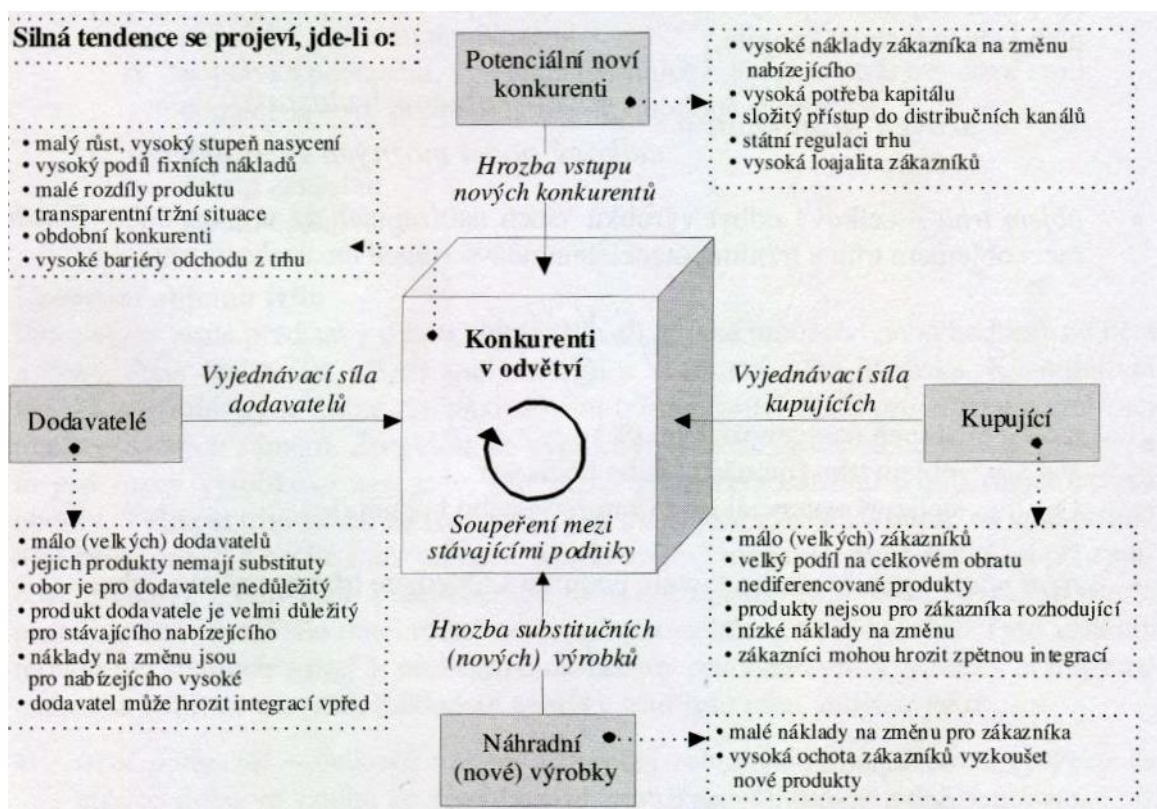 Silná tendence se projeví, jde-li o:
Potenciální noví
konkurenti
• vysoké náklady zákazníka na změnu
nabízejícího
• vysoká potřeba kapitálu
• složitý přístup do distribučních kanálů
• státní regulaci trhu
• vysoká loajalita zákazníků
• malý růst, vysoký stupeň nasycení
• vysoký podíl fixních nákladů
• malé rozdíly produktu
• transparentní tržní situace
• obdobní konkurenti
• vysoké bariéry odchodu z trhu
Hrozba vstupu
nových konkurentů
Konkurenti
v odvětví
Dodavatelé
Vyjednávací síla
dodavatelů
Vyjednávací síla
kupujících
Kupující
Soupeření mezi
stávajícími podniky
• málo (velkých) dodavatelů
• jejich produkty nemají substituty
• obor je pro dodavatele nedůležitý
• produkt dodavatele je velmi důležitý
pro stávajícího nabízejícího
• náklady na změnu jsou
pro nabízejícího vysoké
• dodavatel může hrozit integrací vpřed
Hrozba substitučních
(nových) výrobků
• málo (velkých) zákazníků
• velký podíl na celkovém obratu
• nediferencované produkty
• produkty nejsou pro zákazníka rozhodující
• nízké náklady na změnu
• zákazníci mohou hrozit zpětnou integrací
Náhradní
(nové) výrobky
• malé náklady na změnu pro zákazníka
• vysoká ochota zákazníků vyzkoušet
nové produkty